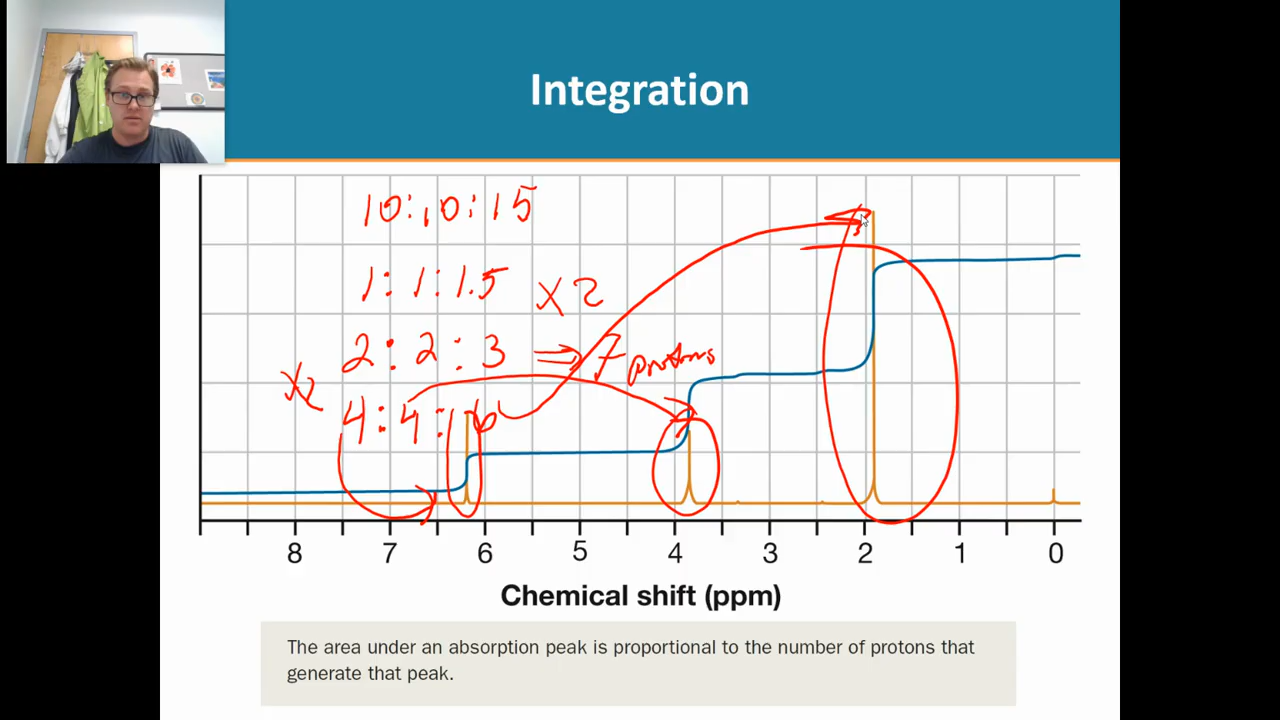 Integration
10:10:15
1:1:1.5 X2
2:2:3 ⇒ 7 protons
X2 4:4:6
8 7 6 5 4 3 2 1 0
Chemical shift (ppm)
The area under an absorption peak is proportional to the number of protons that
generate that peak.